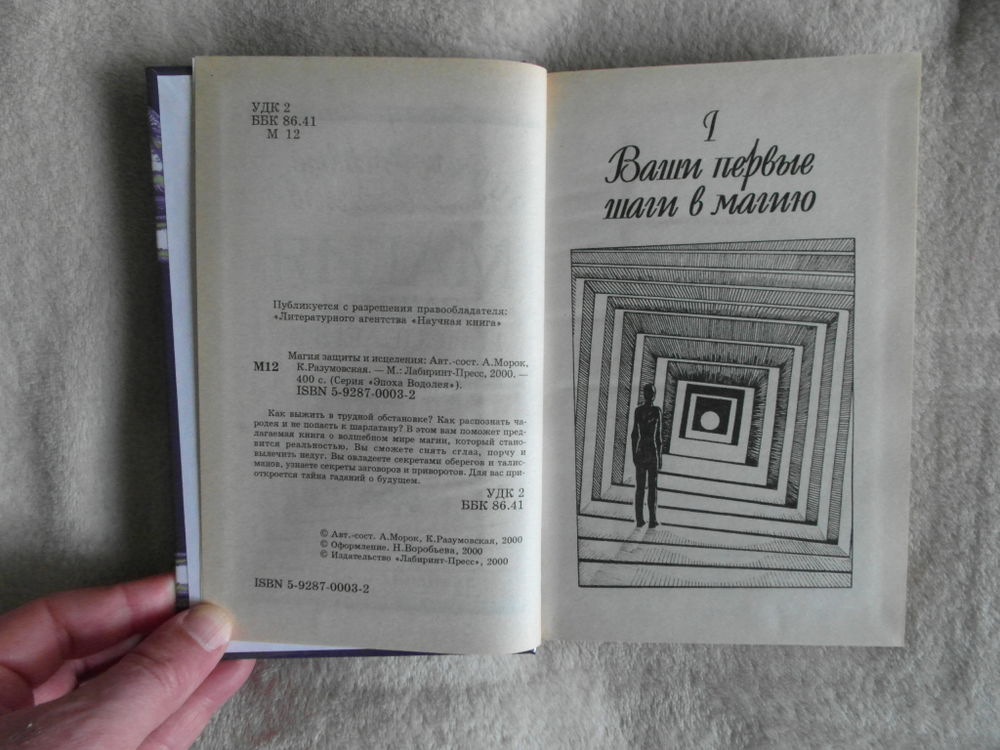 УДК 2
ББК 86.41
М 12
Публикуется с разрешения правообладателя:
«Литературного агентства «Научная книга»
М12
Магия защиты и исцеления: Авт.-сост. А.Морок,
К.Разумовская. — М.: Лабиринт-Пресс, 2000. —
400 с. (Серия «Эпоха Водолея»).
ISBN 5-9287-0003-2
Как выжить в трудной обстановке? Как распознать ча-
родея и не попасть к шарлатану? В этом вам поможет пред-
лагаемая книга о волшебном мире магии, который стано-
вится реальностью. Вы сможете снять сглаз, порчу и
вылечить недуг. Вы овладеете секретами оберегов и талис-
манов, узнаете секреты заговоров и приворотов. Для вас при-
откроется тайна гаданий о будущем.
УДК 2
ББК 86.41
© Авт.-сост. А.Морок, К.Разумовская, 2000
© Оформление. Н.Воробьева, 2000
© Издательство «Лабиринт-Пресс», 2000
ISBN 5-9287-0003-2
I
Ваши первые
шаги в магию